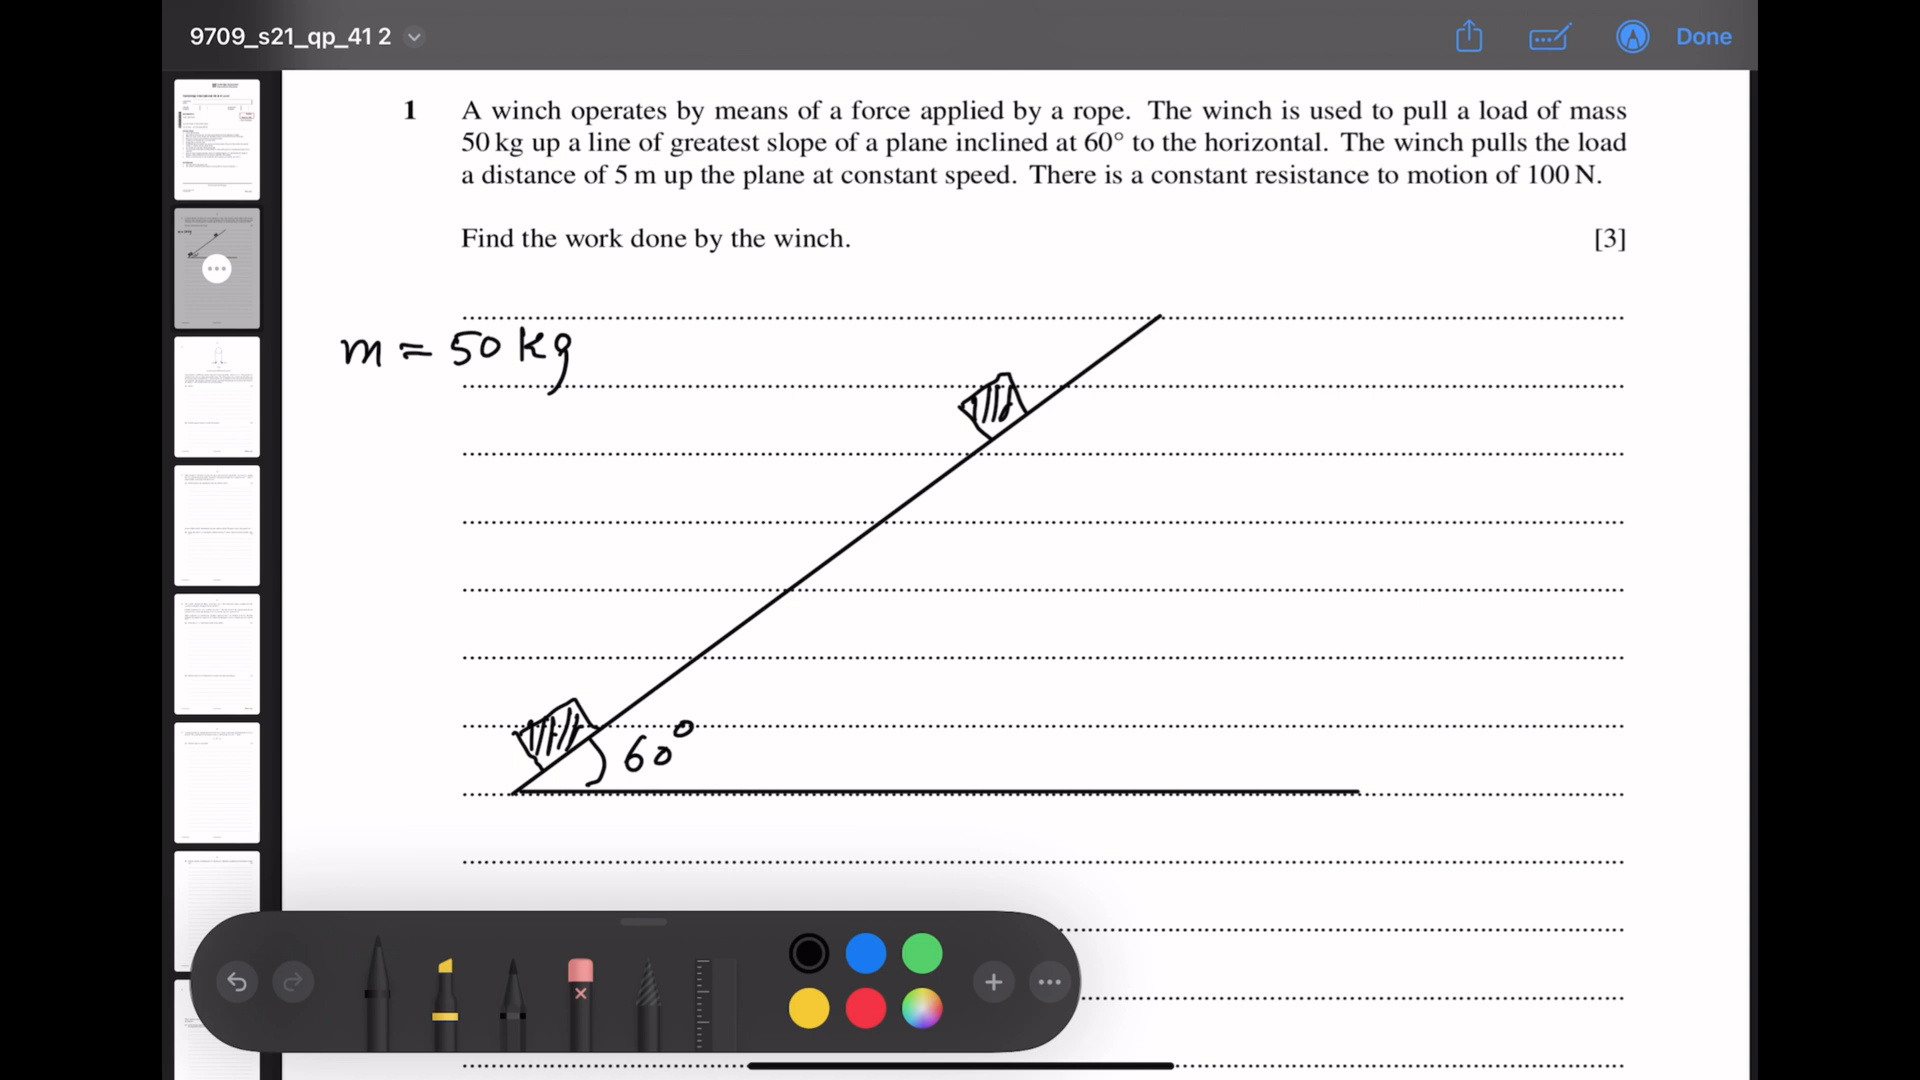 9709_s21_qp_41 2
Done
1 A winch operates by means of a force applied by a rope. The winch is used to pull a load of mass
50 kg up a line of greatest slope of a plane inclined at 60° to the horizontal. The winch pulls the load
a distance of 5 m up the plane at constant speed. There is a constant resistance to motion of 100 N.
Find the work done by the winch. [3]
m = 50 kg
60°